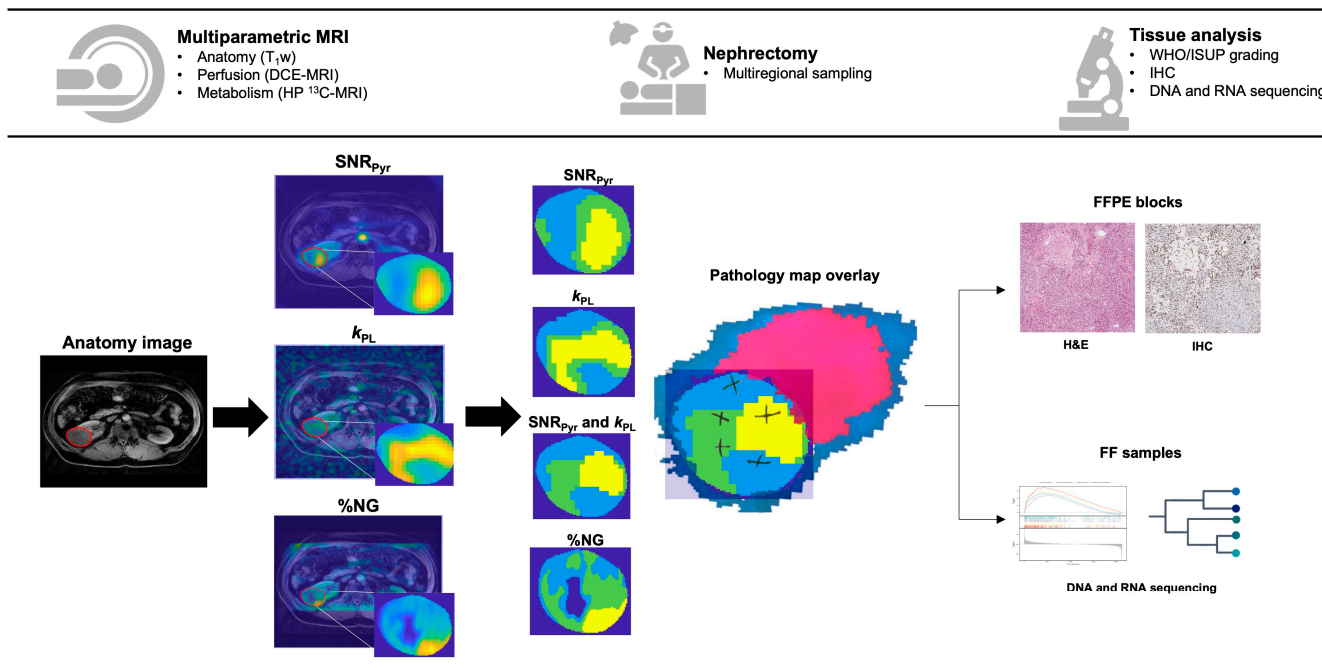 Multiparametric MRI
• Anatomy (T₁w)
• Perfusion (DCE-MRI)
• Metabolism (HP ¹³C-MRI)
Nephrectomy
• Multiregional sampling
Tissue analysis
• WHO/ISUP grading
• IHC
• DNA and RNA sequencing
Anatomy image
SNRPyr
kPL
%NG
SNRPyr
kPL
SNRPyr and kPL
%NG
Pathology map overlay
FFPE blocks
H&E
IHC
FF samples
DNA and RNA sequencing